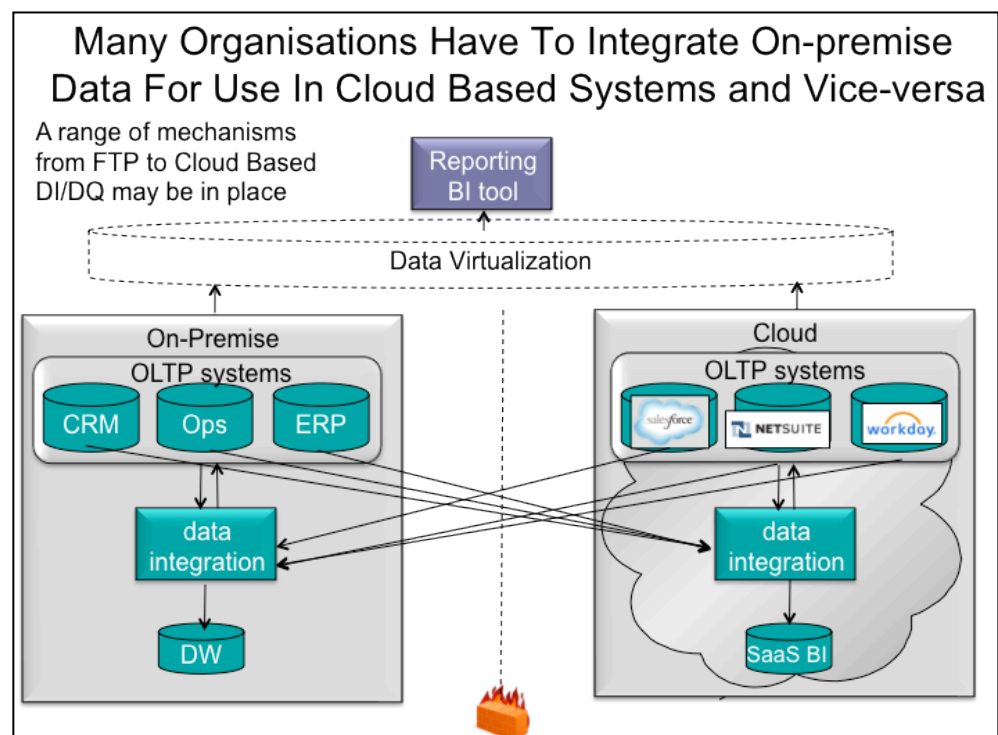 Many Organisations Have To Integrate On-premise
Data For Use In Cloud Based Systems and Vice-versa
A range of mechanisms
from FTP to Cloud Based
DI/DQ may be in place
Reporting
BI tool
Data Virtualization
On-Premise
OLTP systems
CRM
Ops
ERP
data
integration
DW
Cloud
OLTP systems
salesforce
N NETSUITE
workday.
data
integration
SaaS BI